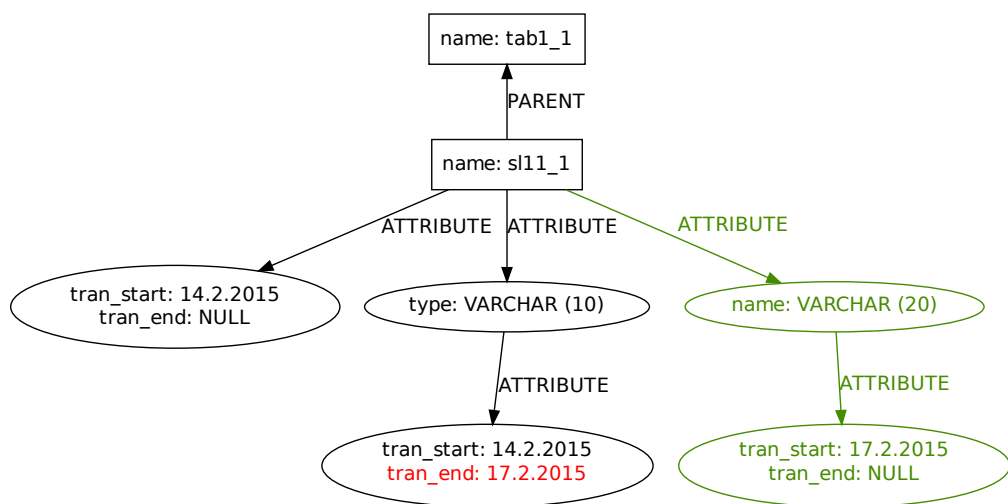 name: tab1_1
PARENT
name: sl11_1
ATTRIBUTE
ATTRIBUTE
ATTRIBUTE
tran_start: 14.2.2015
tran_end: NULL
type: VARCHAR (10)
name: VARCHAR (20)
ATTRIBUTE
ATTRIBUTE
tran_start: 14.2.2015
tran_end: 17.2.2015
tran_start: 17.2.2015
tran_end: NULL